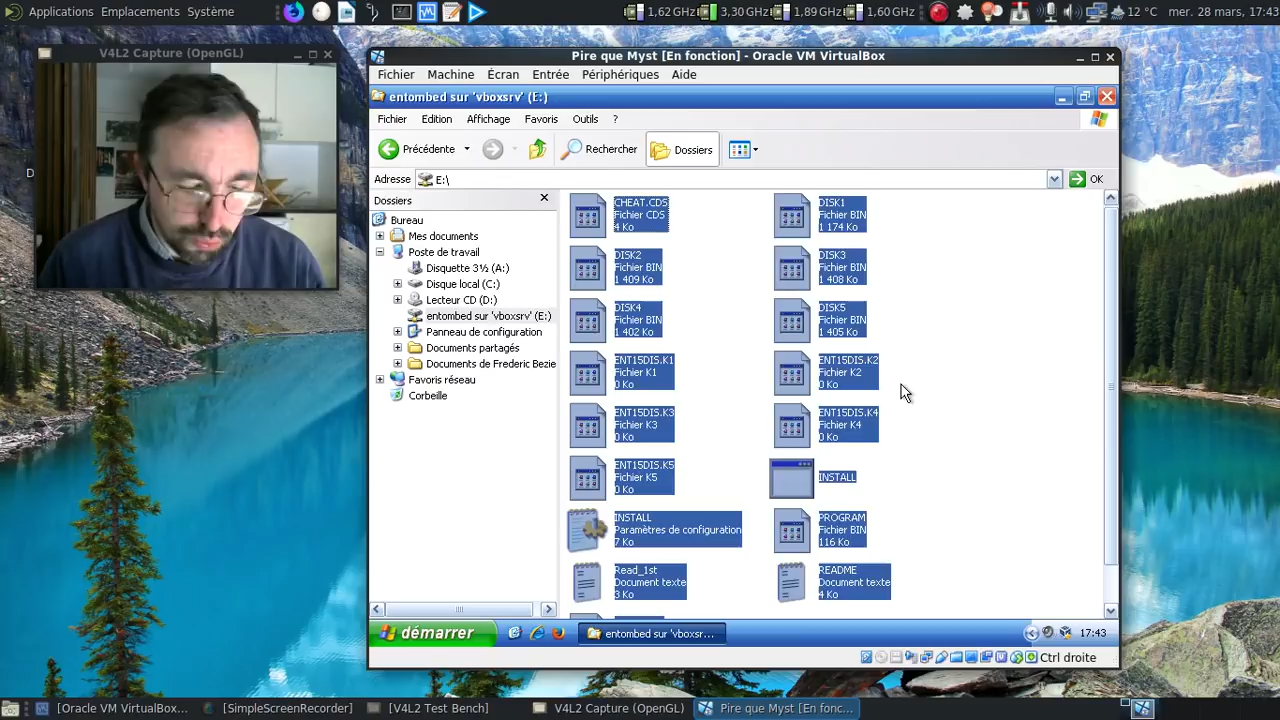 Applications Emplacements Système
1,62 GHz 3,30 GHz 1,89 GHz 1,60 GHz
12 °C mer. 28 mars, 17:43
V4L2 Capture (OpenGL)
Pire que Myst [En fonction] - Oracle VM VirtualBox
Fichier Machine Écran Entrée Périphériques Aide
entombed sur 'vboxsrv' (E:)
Fichier Edition Affichage Favoris Outils ?
Précédente Rechercher Dossiers
Adresse E:\ OK
Dossiers
Bureau
Mes documents
Poste de travail
Disquette 3½ (A:)
Disque local (C:)
Lecteur CD (D:)
entombed sur 'vboxsrv' (E:)
Panneau de configuration
Documents partagés
Documents de Frederic Bezie
Favoris réseau
Corbeille
CHEAT.CDS
Fichier CDS
4 Ko
DISK1
Fichier BIN
1 174 Ko
DISK2
Fichier BIN
1 409 Ko
DISK3
Fichier BIN
1 408 Ko
DISK4
Fichier BIN
1 402 Ko
DISK5
Fichier BIN
1 405 Ko
ENT15DIS.K1
Fichier K1
0 Ko
ENT15DIS.K2
Fichier K2
0 Ko
ENT15DIS.K3
Fichier K3
0 Ko
ENT15DIS.K4
Fichier K4
0 Ko
ENT15DIS.K5
Fichier K5
0 Ko
INSTALL
INSTALL
Paramètres de configuration
7 Ko
PROGRAM
Fichier BIN
116 Ko
Read_1st
Document texte
3 Ko
README
Document texte
4 Ko
démarrer
entombed sur 'vboxsr...
17:43
Ctrl droite
[Oracle VM VirtualBox...
[SimpleScreenRecorder]
[V4L2 Test Bench]
V4L2 Capture (OpenGL)
Pire que Myst [En fonc...